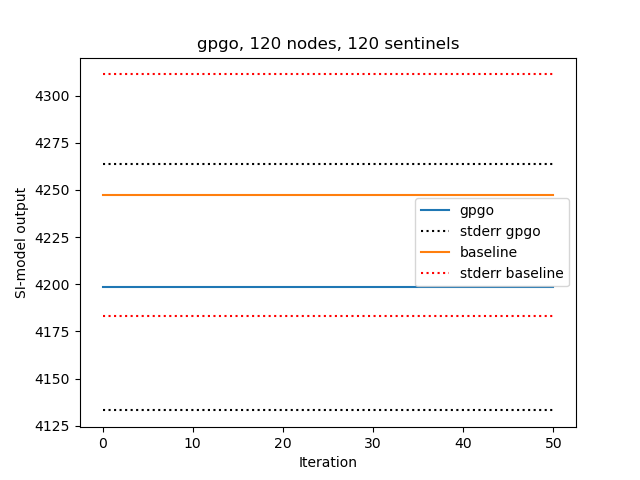 gpgo, 120 nodes, 120 sentinels
4300
4275
4250
4225
4200
4175
4150
4125
SI-model output
gpgo
stderr gpgo
baseline
stderr baseline
0 10 20 30 40 50
Iteration